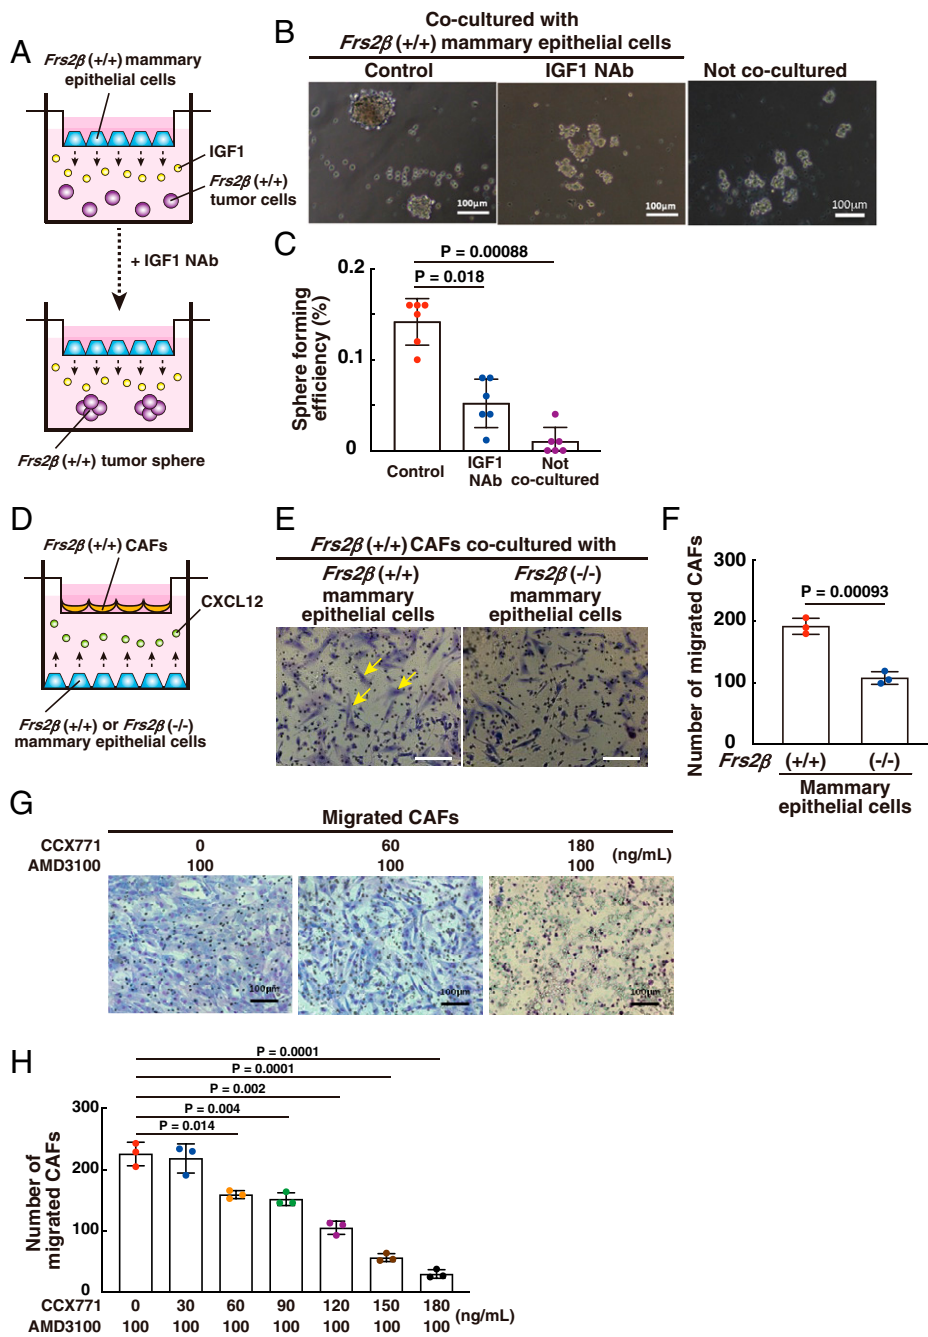 A
Frs2β (+/+) mammary
epithelial cells
IGF1
Frs2β (+/+)
tumor cells
+ IGF1 NAb
Frs2β (+/+) tumor sphere
B
Co-cultured with
Frs2β (+/+) mammary epithelial cells
Control
IGF1 NAb
Not co-cultured
100μm
100μm
100μm
C
P = 0.00088
P = 0.018
0.2
0.1
0
Sphere forming
efficiency (%)
Control
IGF1
NAb
Not
co-cultured
D
Frs2β (+/+) CAFs
CXCL12
Frs2β (+/+) or Frs2β (-/-)
mammary epithelial cells
E
Frs2β (+/+) CAFs co-cultured with
Frs2β (+/+)
mammary
epithelial cells
Frs2β (-/-)
mammary
epithelial cells
F
Number of migrated CAFs
300
200
100
0
P = 0.00093
Frs2β (+/+) (-/-)
Mammary
epithelial cells
G
Migrated CAFs
CCX771 0 60 180 (ng/mL)
AMD3100 100 100 100
100μm
100μm
100μm
H
P = 0.0001
P = 0.0001
P = 0.002
P = 0.004
P = 0.014
Number of
migrated CAFs
300
200
100
0
CCX771 0 30 60 90 120 150 180 (ng/mL)
AMD3100 100 100 100 100 100 100 100